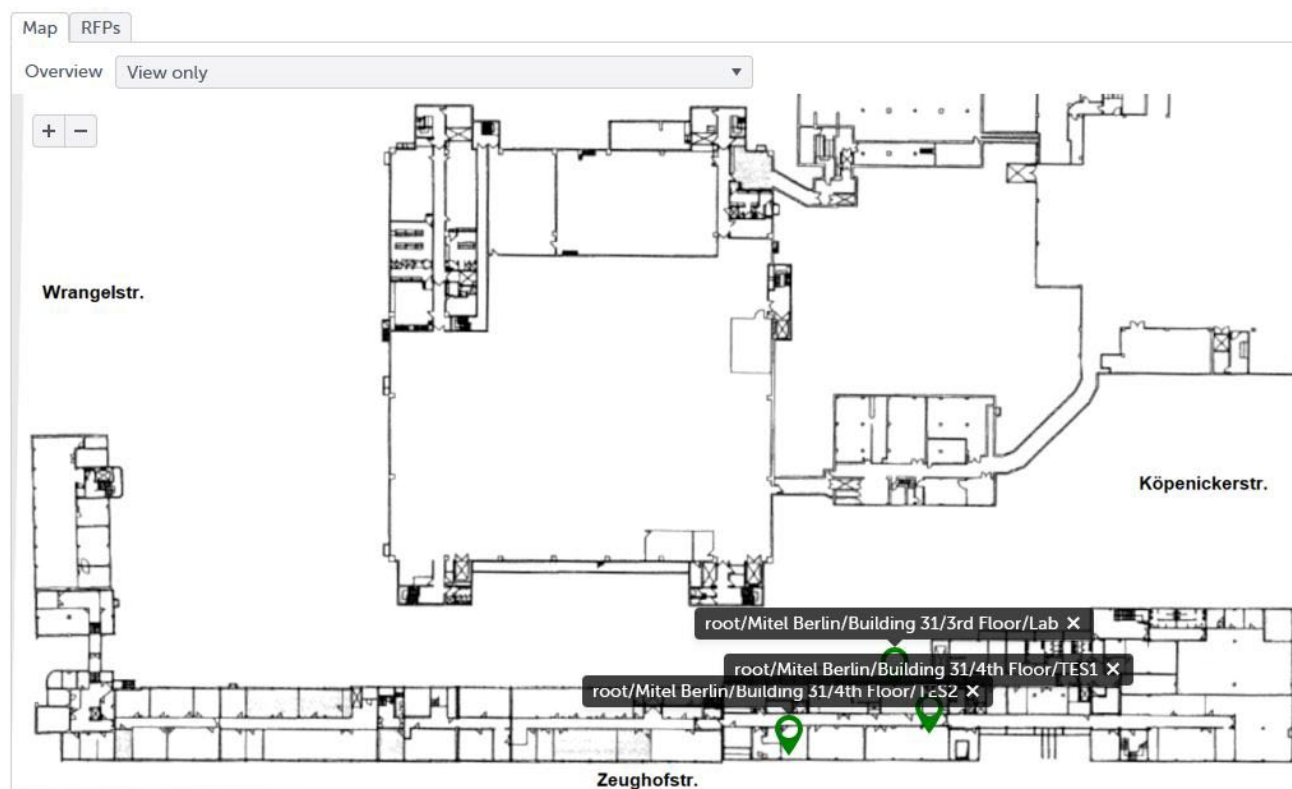 Map RFPs
Overview View only
+ −
Wrangelstr.
Köpenickerstr.
root/Mitel Berlin/Building 31/3rd Floor/Lab ×
root/Mitel Berlin/Building 31/4th Floor/TES1 ×
root/Mitel Berlin/Building 31/4th Floor/TES2 ×
Zeughofstr.